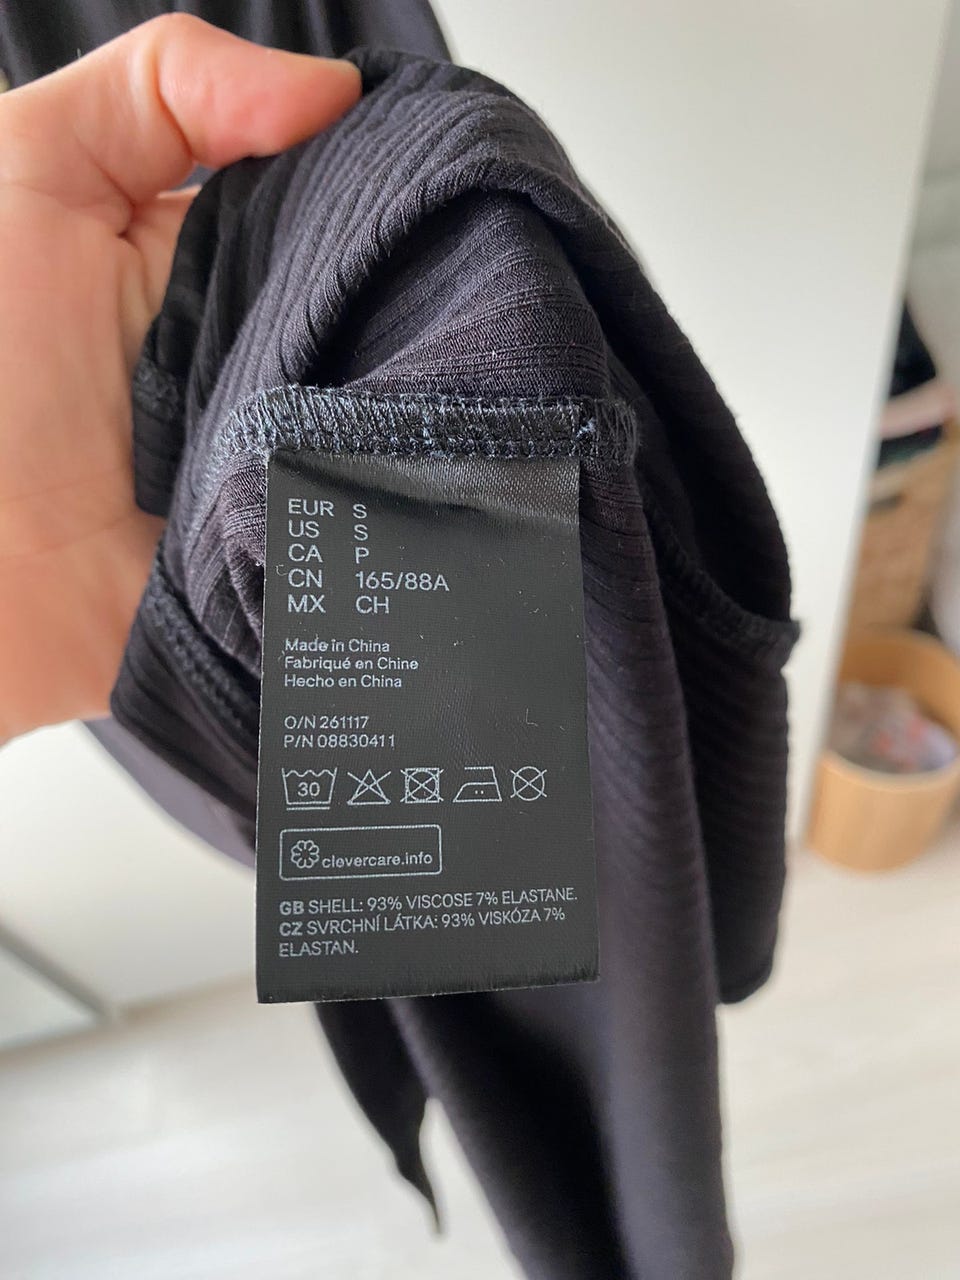 EUR S
US S
CA P
CN 165/88A
MX CH
Made in China
Fabriqué en Chine
Hecho en China
O/N 261117
P/N 08830411
30
clevercare.info
GB SHELL: 93% VISCOSE 7% ELASTANE.
CZ SVRCHNÍ LÁTKA: 93% VISKÓZA 7%
ELASTAN.